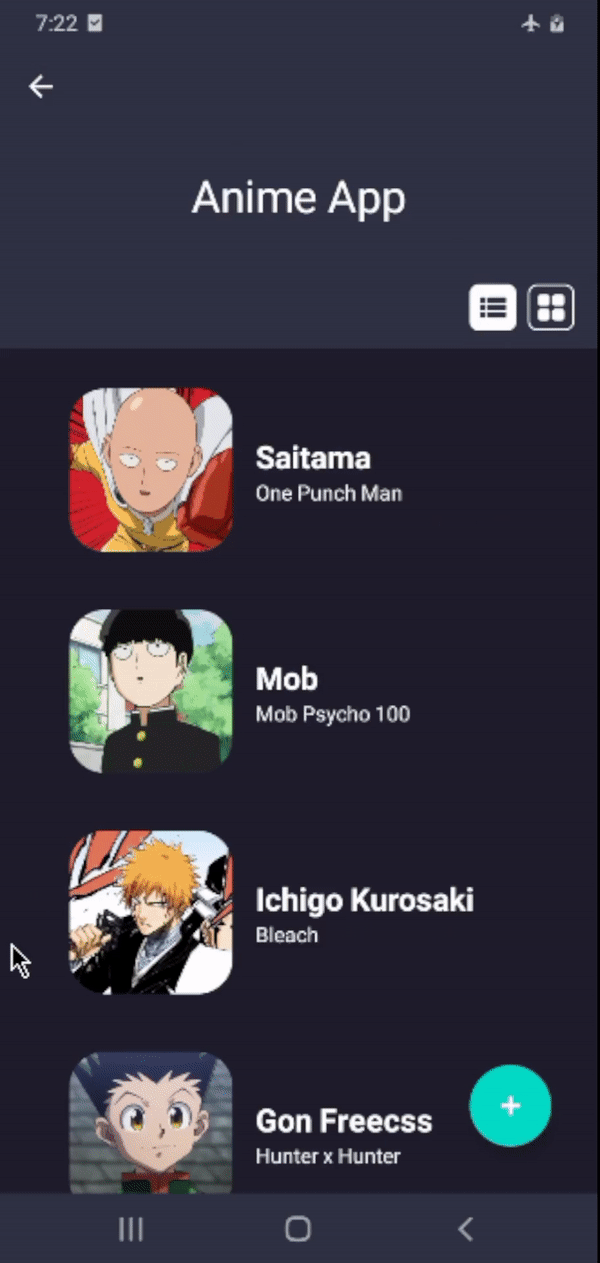 7:22
Anime App
Saitama
One Punch Man
Mob
Mob Psycho 100
Ichigo Kurosaki
Bleach
Gon Freecss
Hunter x Hunter